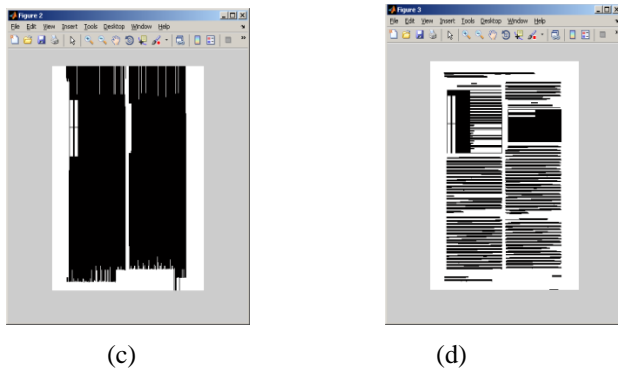 Figure 2
File Edit View Insert Tools Desktop Window Help
Figure 3
File Edit View Insert Tools Desktop Window Help
(c)
(d)